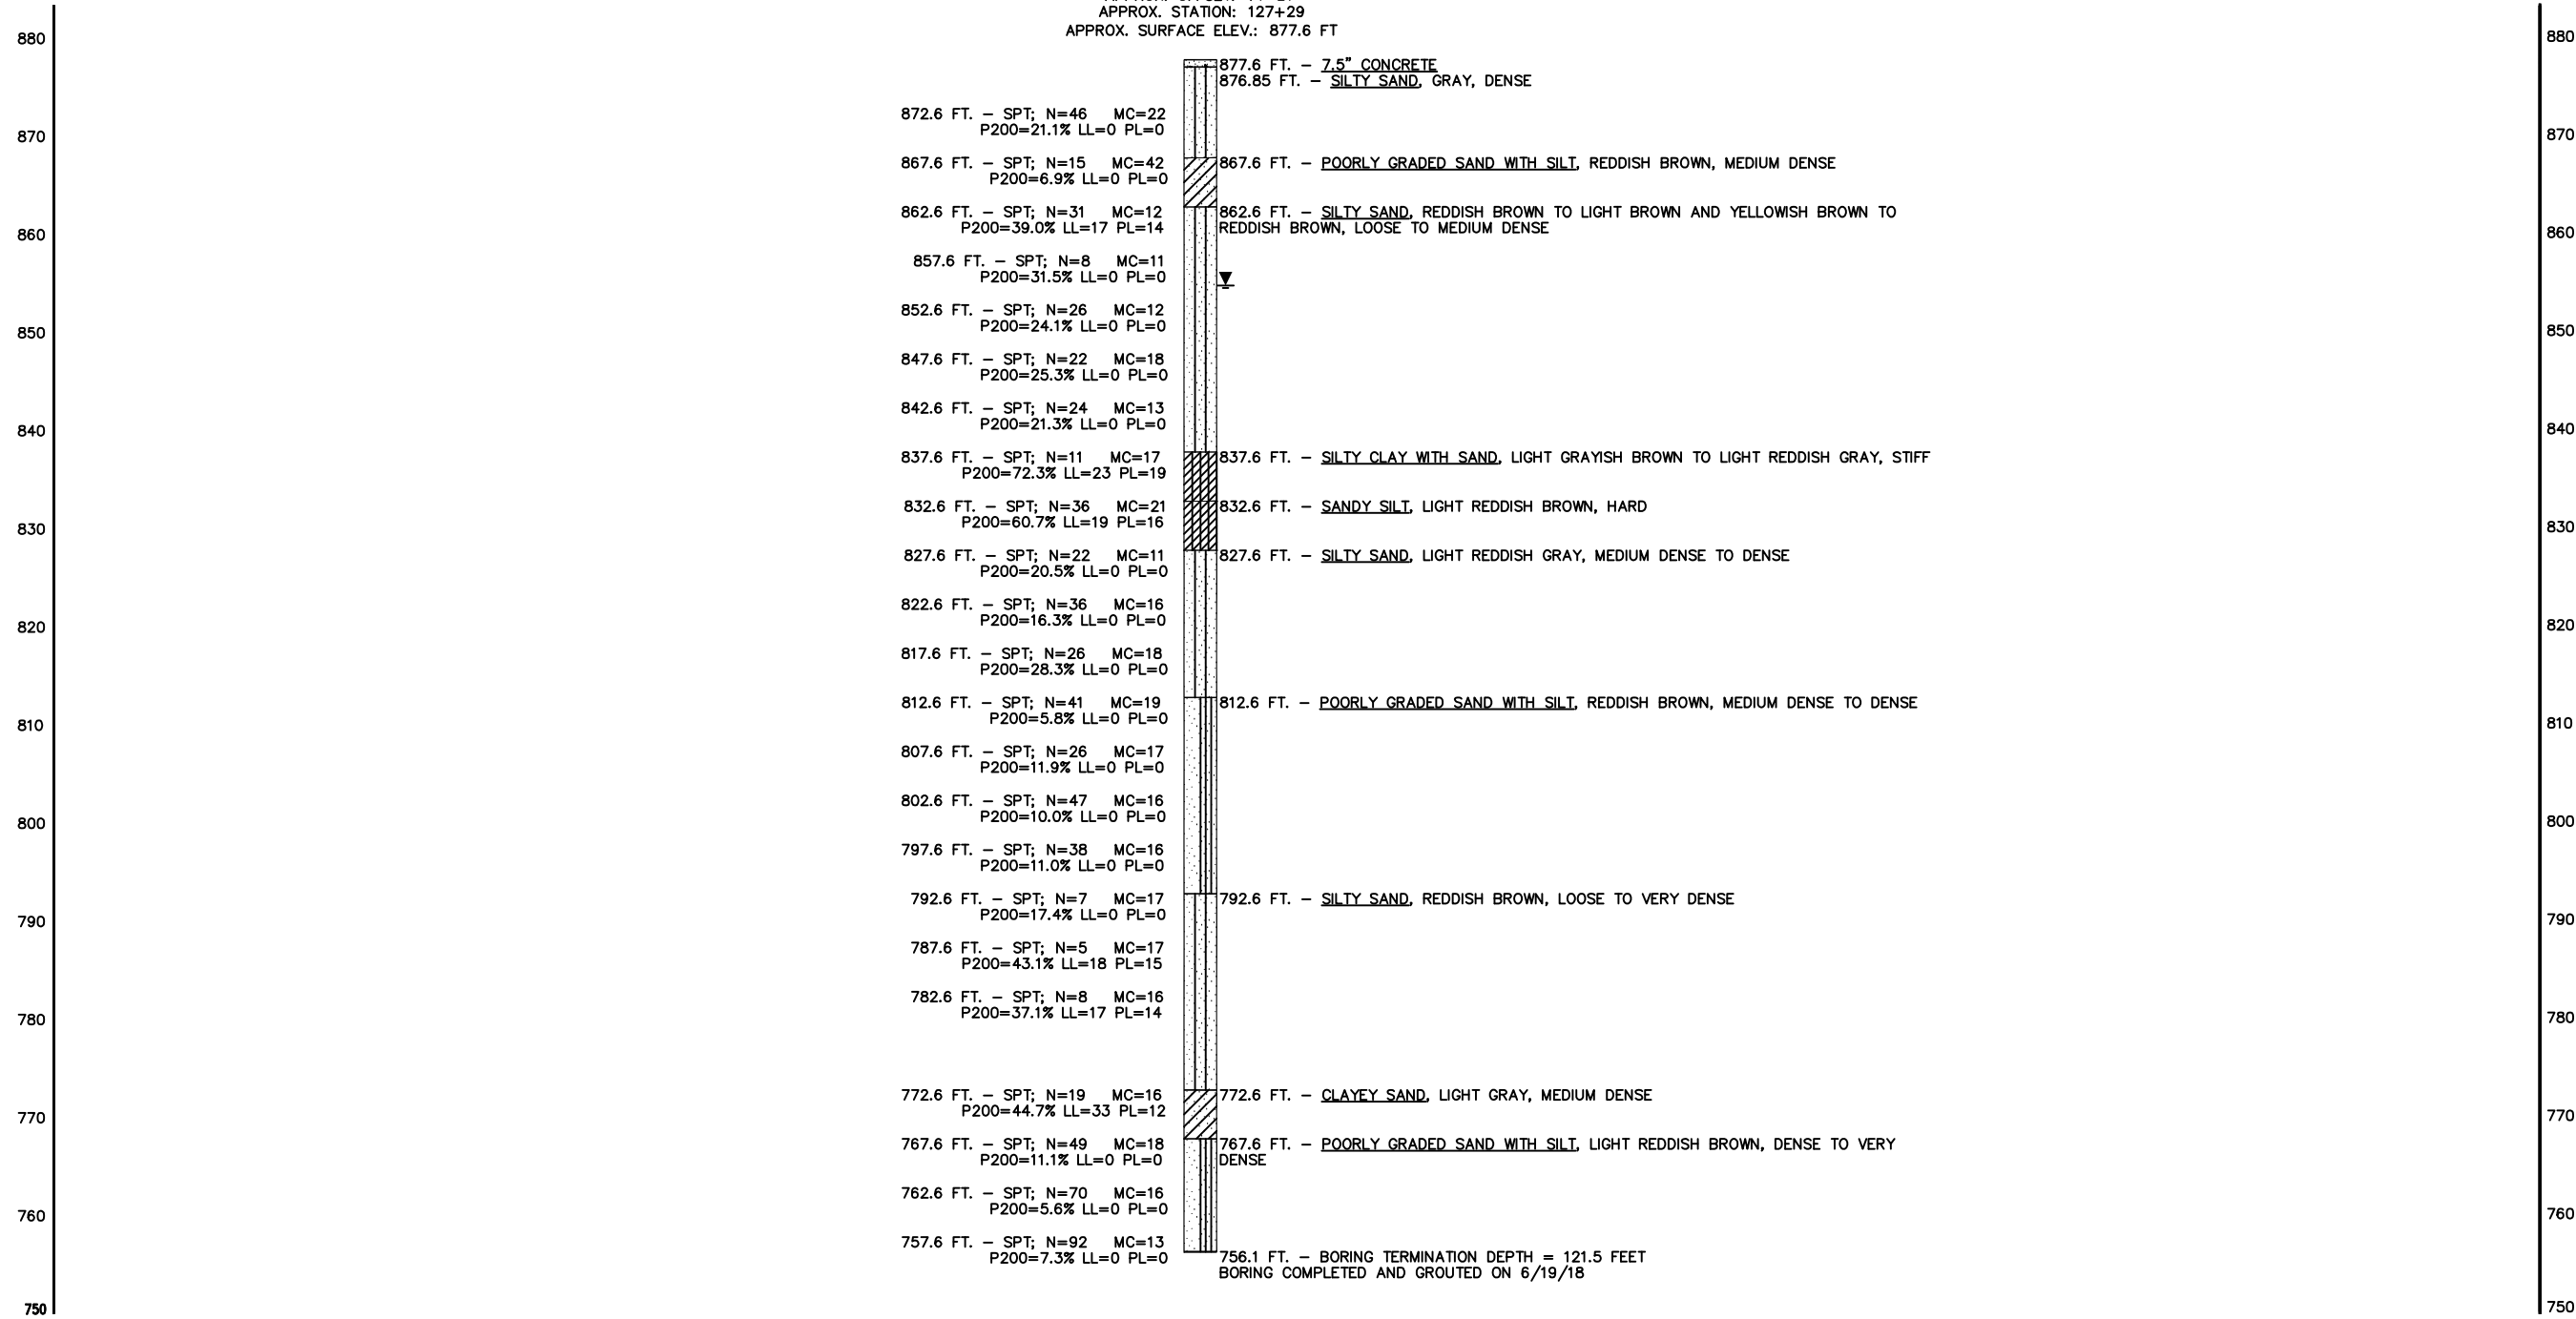 APPROX. STATION: 127+29
APPROX. SURFACE ELEV.: 877.6 FT
880
880
877.6 FT. – 7.5" CONCRETE
876.85 FT. – SILTY SAND, GRAY, DENSE
872.6 FT. – SPT; N=46 MC=22
P200=21.1% LL=0 PL=0
870
870
867.6 FT. – SPT; N=15 MC=42
P200=6.9% LL=0 PL=0
867.6 FT. – POORLY GRADED SAND WITH SILT, REDDISH BROWN, MEDIUM DENSE
862.6 FT. – SPT; N=31 MC=12
P200=39.0% LL=17 PL=14
862.6 FT. – SILTY SAND, REDDISH BROWN TO LIGHT BROWN AND YELLOWISH BROWN TO
REDDISH BROWN, LOOSE TO MEDIUM DENSE
860
860
857.6 FT. – SPT; N=8 MC=11
P200=31.5% LL=0 PL=0
852.6 FT. – SPT; N=26 MC=12
P200=24.1% LL=0 PL=0
850
850
847.6 FT. – SPT; N=22 MC=18
P200=25.3% LL=0 PL=0
842.6 FT. – SPT; N=24 MC=13
P200=21.3% LL=0 PL=0
840
840
837.6 FT. – SPT; N=11 MC=17
P200=72.3% LL=23 PL=19
837.6 FT. – SILTY CLAY WITH SAND, LIGHT GRAYISH BROWN TO LIGHT REDDISH GRAY, STIFF
832.6 FT. – SPT; N=36 MC=21
P200=60.7% LL=19 PL=16
832.6 FT. – SANDY SILT, LIGHT REDDISH BROWN, HARD
830
830
827.6 FT. – SPT; N=22 MC=11
P200=20.5% LL=0 PL=0
827.6 FT. – SILTY SAND, LIGHT REDDISH GRAY, MEDIUM DENSE TO DENSE
822.6 FT. – SPT; N=36 MC=16
P200=16.3% LL=0 PL=0
820
820
817.6 FT. – SPT; N=26 MC=18
P200=28.3% LL=0 PL=0
812.6 FT. – SPT; N=41 MC=19
P200=5.8% LL=0 PL=0
812.6 FT. – POORLY GRADED SAND WITH SILT, REDDISH BROWN, MEDIUM DENSE TO DENSE
810
810
807.6 FT. – SPT; N=26 MC=17
P200=11.9% LL=0 PL=0
802.6 FT. – SPT; N=47 MC=16
P200=10.0% LL=0 PL=0
800
800
797.6 FT. – SPT; N=38 MC=16
P200=11.0% LL=0 PL=0
792.6 FT. – SPT; N=7 MC=17
P200=17.4% LL=0 PL=0
792.6 FT. – SILTY SAND, REDDISH BROWN, LOOSE TO VERY DENSE
790
790
787.6 FT. – SPT; N=5 MC=17
P200=43.1% LL=18 PL=15
782.6 FT. – SPT; N=8 MC=16
P200=37.1% LL=17 PL=14
780
780
772.6 FT. – SPT; N=19 MC=16
P200=44.7% LL=33 PL=12
772.6 FT. – CLAYEY SAND, LIGHT GRAY, MEDIUM DENSE
770
770
767.6 FT. – SPT; N=49 MC=18
P200=11.1% LL=0 PL=0
767.6 FT. – POORLY GRADED SAND WITH SILT, LIGHT REDDISH BROWN, DENSE TO VERY
DENSE
762.6 FT. – SPT; N=70 MC=16
P200=5.6% LL=0 PL=0
760
760
757.6 FT. – SPT; N=92 MC=13
P200=7.3% LL=0 PL=0
756.1 FT. – BORING TERMINATION DEPTH = 121.5 FEET
BORING COMPLETED AND GROUTED ON 6/19/18
750
750